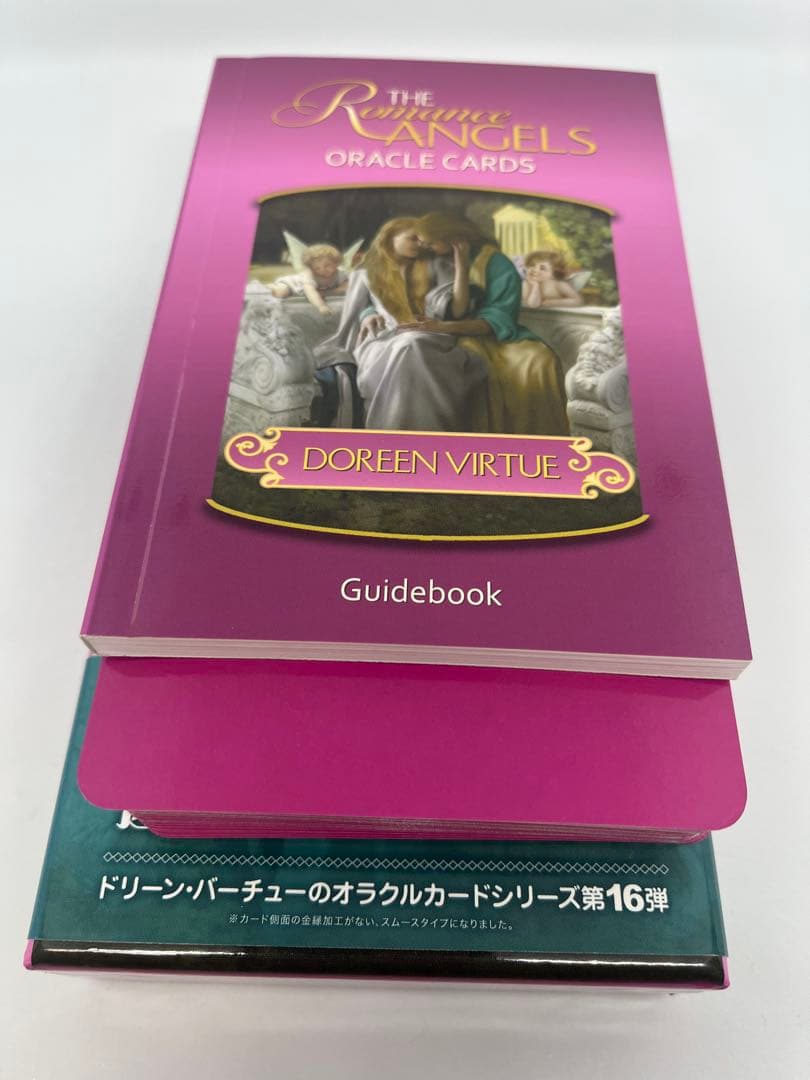 THE
Romance
ANGELS
ORACLE CARDS
DOREEN VIRTUE
Guidebook
ドリーン・バーチューのオラクルカードシリーズ第16弾
※カード側面の金縁加工がない、スムースタイプになりました。